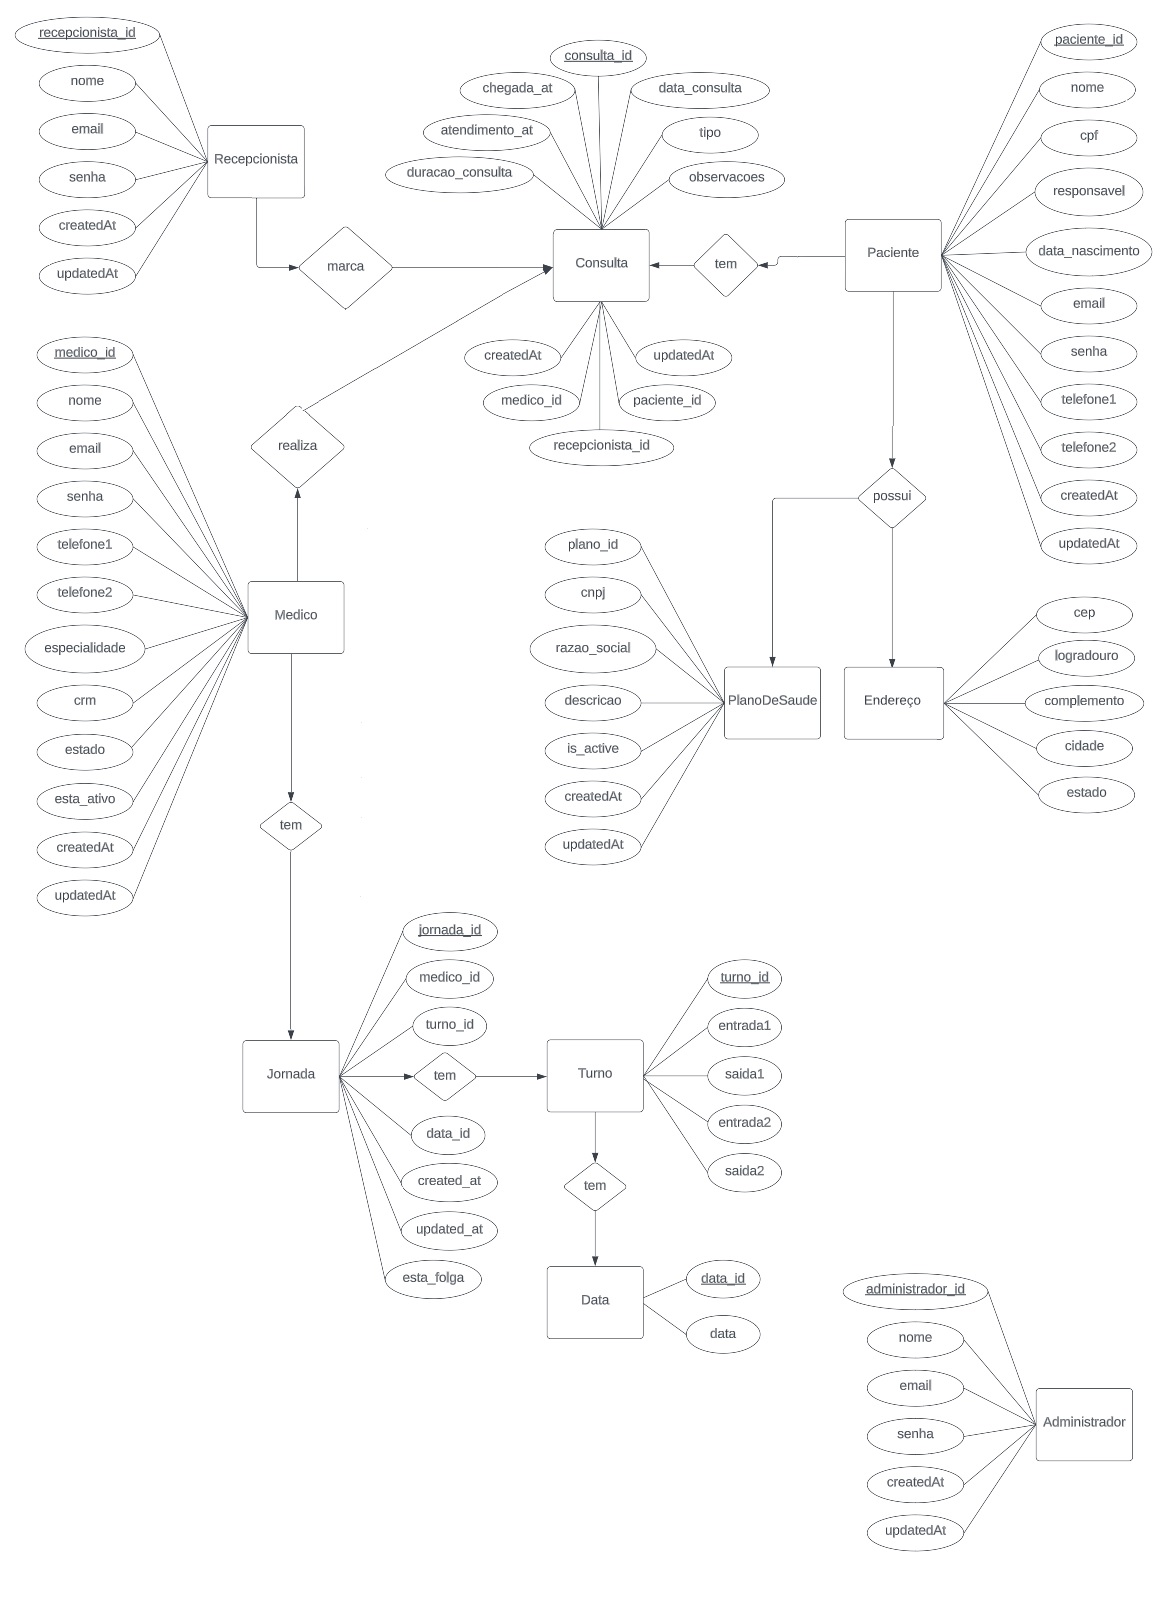 recepcionista_id
nome
email
senha
createdAt
updatedAt
Recepcionista
marca
consulta_id
chegada_at
data_consulta
atendimento_at
tipo
duracao_consulta
observacoes
Consulta
createdAt
updatedAt
medico_id
paciente_id
recepcionista_id
tem
Paciente
paciente_id
nome
cpf
responsavel
data_nascimento
email
senha
telefone1
telefone2
createdAt
updatedAt
medico_id
nome
email
senha
telefone1
telefone2
especialidade
crm
estado
esta_ativo
createdAt
updatedAt
realiza
Medico
tem
possui
plano_id
cnpj
razao_social
descricao
is_active
createdAt
updatedAt
PlanoDeSaude
Endereço
cep
logradouro
complemento
cidade
estado
jornada_id
medico_id
turno_id
Jornada
tem
data_id
created_at
updated_at
esta_folga
Turno
turno_id
entrada1
saida1
entrada2
saida2
tem
Data
data_id
data
administrador_id
nome
email
senha
createdAt
updatedAt
Administrador